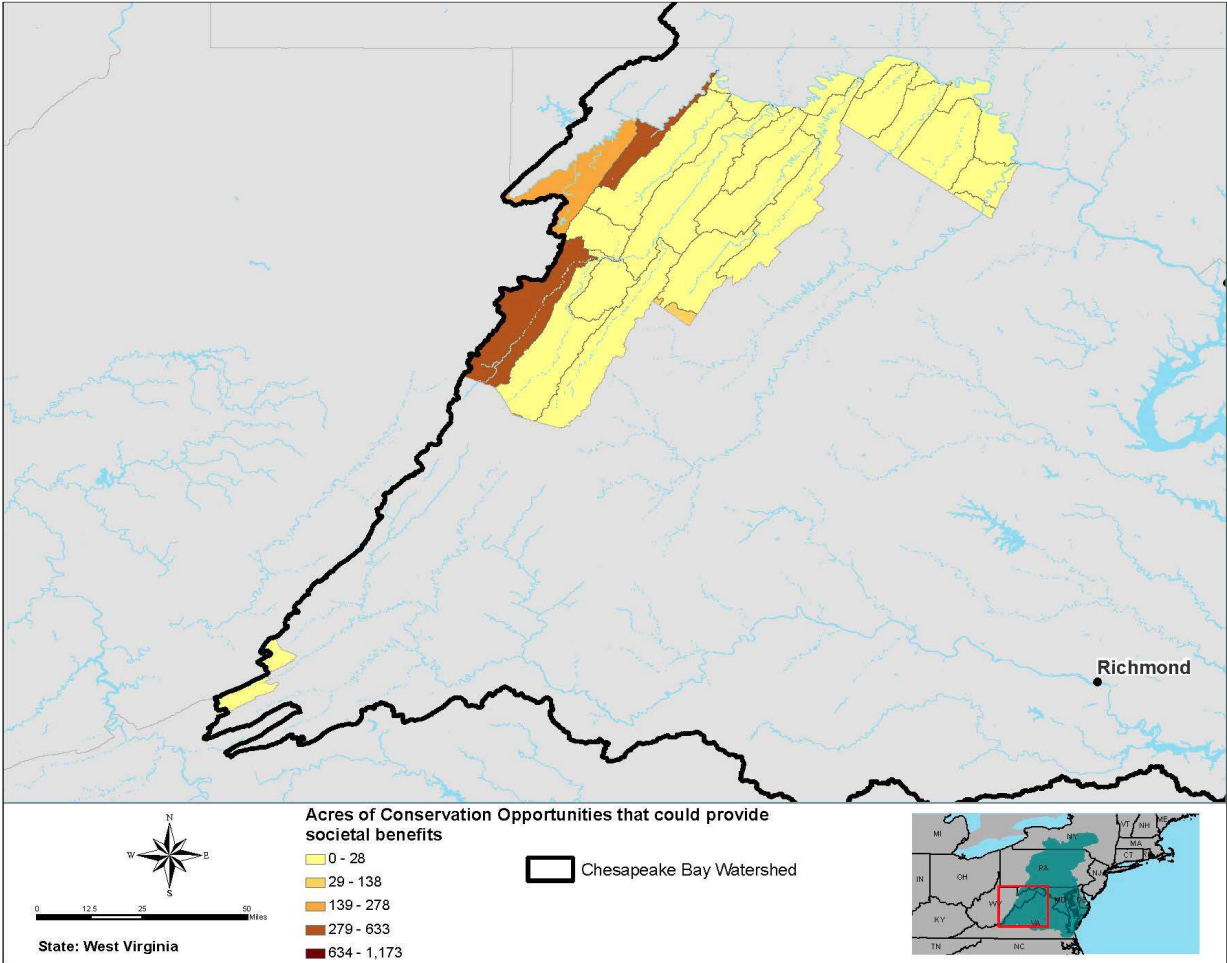 Richmond
N
W
E
S
0
12.5
25
50
Miles
State: West Virginia
Acres of Conservation Opportunities that could provide
societal benefits
0 - 28
29 - 138
139 - 278
279 - 633
634 - 1,173
Chesapeake Bay Watershed
MI
NY
VT
NH
ME
MA
CT
PA
NJ
IN
OH
MD
DE
WV
KY
VA
TN
NC